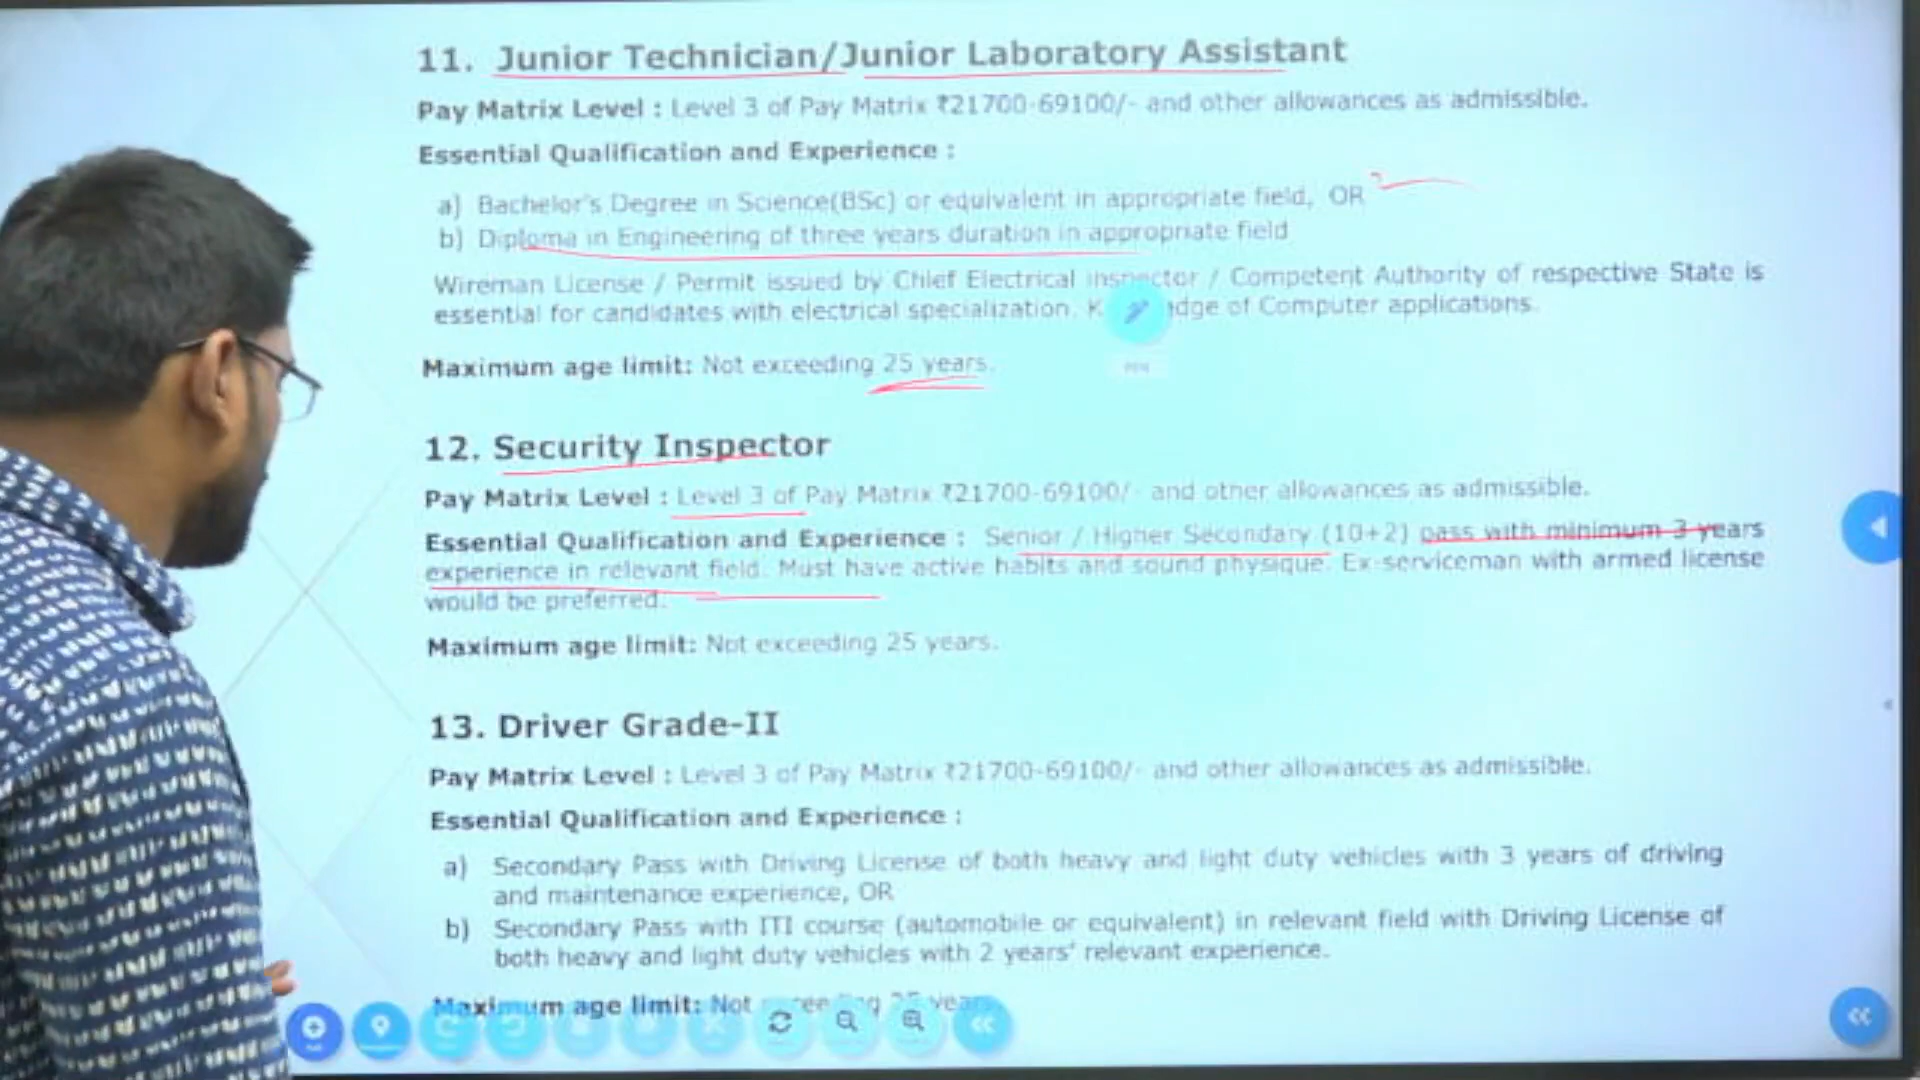 11. Junior Technician/Junior Laboratory Assistant
Pay Matrix Level : Level 3 of Pay Matrix ₹21700-69100/- and other allowances as admissible.
Essential Qualification and Experience :
a) Bachelor's Degree in Science(BSc) or equivalent in appropriate field, OR
b) Diploma in Engineering of three years duration in appropriate field
Wireman License / Permit issued by Chief Electrical inspector / Competent Authority of respective State is
essential for candidates with electrical specialization. of Computer applications.
Maximum age limit: Not exceeding 25 years.
12. Security Inspector
Pay Matrix Level : Level 3 of Pay Matrix ₹21700-69100/- and other allowances as admissible.
Essential Qualification and Experience : Senior / Higher Secondary (10+2) pass with minimum 3 years
experience in relevant field. Must have active habits and sound physique. Ex-serviceman with armed license
would be preferred.
Maximum age limit: Not exceeding 25 years.
13. Driver Grade-II
Pay Matrix Level : Level 3 of Pay Matrix ₹21700-69100/- and other allowances as admissible.
Essential Qualification and Experience :
a) Secondary Pass with Driving License of both heavy and light duty vehicles with 3 years of driving
and maintenance experience, OR
b) Secondary Pass with ITI course (automobile or equivalent) in relevant field with Driving License of
both heavy and light duty vehicles with 2 years' relevant experience.
Maximum age limit: Not